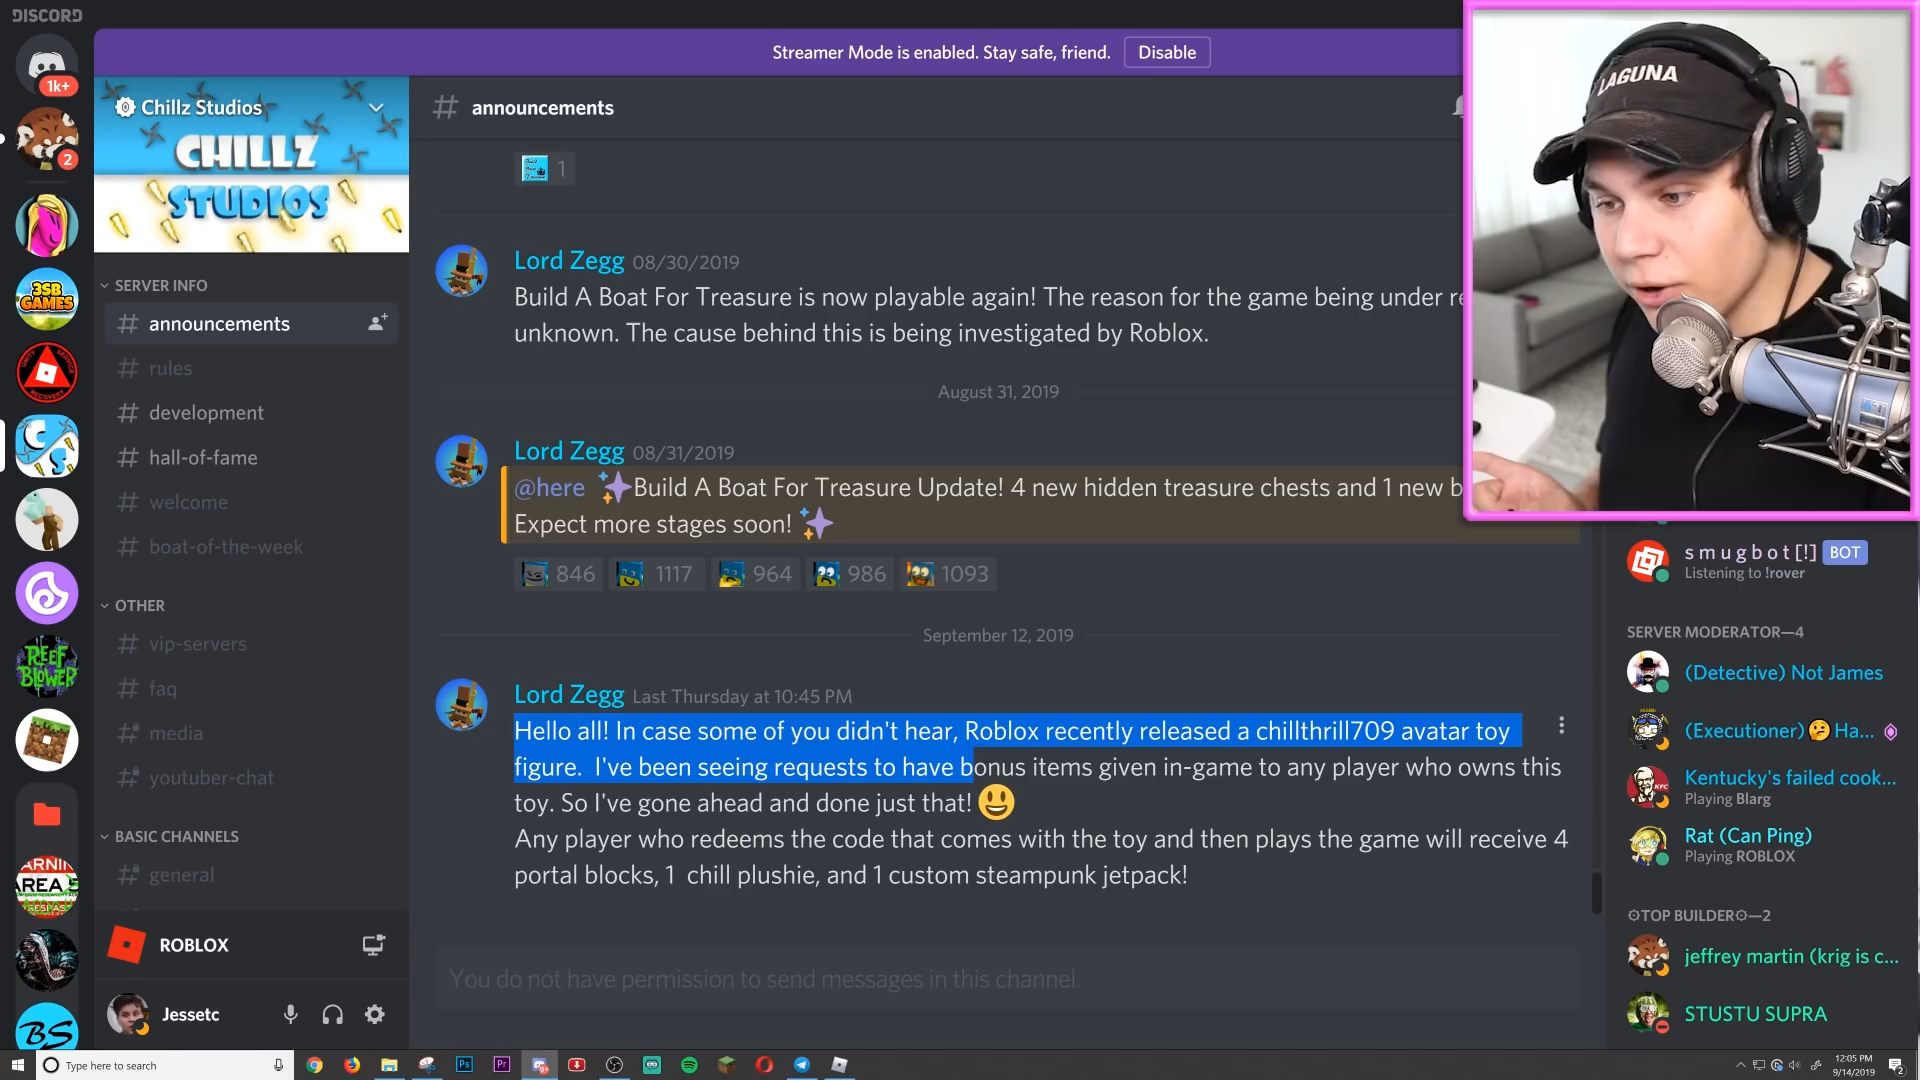 DISCORD
Streamer Mode is enabled. Stay safe, friend. Disable
LAGUNA
1k+
Chillz Studios
CHILLZ
STUDIOS
2
3SB
GAMES
REEF
BLOWER
AREA
BS
# announcements
1
SERVER INFO
# announcements
# rules
# development
# hall-of-fame
# welcome
# boat-of-the-week
OTHER
# vip-servers
# faq
# media
# youtuber-chat
BASIC CHANNELS
# general
ROBLOX
Jessetc
Lord Zegg 08/30/2019
Build A Boat For Treasure is now playable again! The reason for the game being under re
unknown. The cause behind this is being investigated by Roblox.
August 31, 2019
Lord Zegg 08/31/2019
@here ✨Build A Boat For Treasure Update! 4 new hidden treasure chests and 1 new b
Expect more stages soon! ✨
846 1117 964 986 1093
September 12, 2019
Lord Zegg Last Thursday at 10:45 PM
Hello all! In case some of you didn't hear, Roblox recently released a chillthrill709 avatar toy
figure. I've been seeing requests to have bonus items given in-game to any player who owns this
toy. So I've gone ahead and done just that! 😃
Any player who redeems the code that comes with the toy and then plays the game will receive 4
portal blocks, 1 chill plushie, and 1 custom steampunk jetpack!
You do not have permission to send messages in this channel.
s m u g b o t [!] BOT
Listening to !rover
SERVER MODERATOR—4
(Detective) Not James
(Executioner) 🤔 Ha...
Kentucky's failed cook...
Playing Blarg
Rat (Can Ping)
Playing ROBLOX
⚙TOP BUILDER⚙—2
jeffrey martin (krig is c...
STUSTU SUPRA
Type here to search
Ps
Pr
12:05 PM
9/14/2019
2